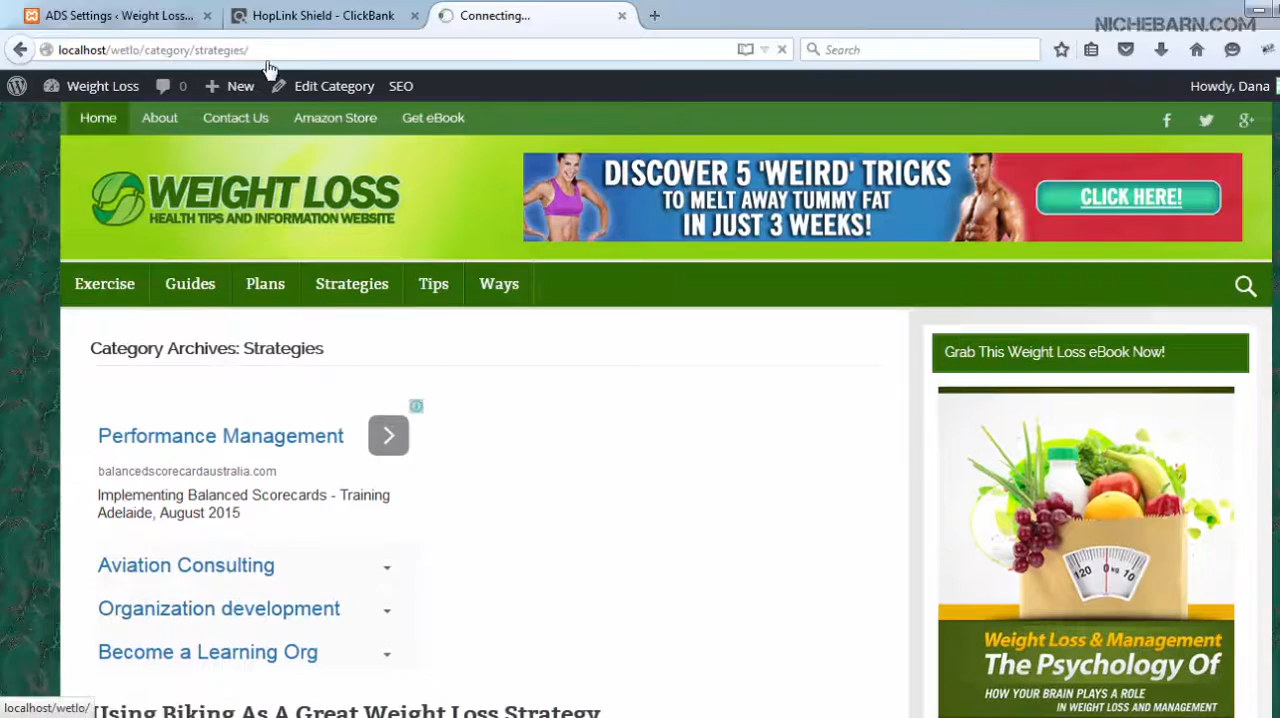 ADS Settings ‹ Weight Loss...
HopLink Shield - ClickBank
Connecting...
NICHEBARN.COM
localhost/wetlo/category/strategies/
Search
Weight Loss
0
New
Edit Category
SEO
Howdy, Dana
Home
About
Contact Us
Amazon Store
Get eBook
WEIGHT LOSS
HEALTH TIPS AND INFORMATION WEBSITE
DISCOVER 5 'WEIRD' TRICKS
TO MELT AWAY TUMMY FAT
IN JUST 3 WEEKS!
CLICK HERE!
Exercise
Guides
Plans
Strategies
Tips
Ways
Category Archives: Strategies
Grab This Weight Loss eBook Now!
Performance Management
balancedscorecardaustralia.com
Implementing Balanced Scorecards - Training
Adelaide, August 2015
Aviation Consulting
Organization development
Become a Learning Org
120 0 kg 10
Weight Loss & Management
The Psychology Of
HOW YOUR BRAIN PLAYS A ROLE
IN WEIGHT LOSS AND MANAGEMENT
localhost/wetlo/
Using Biking As A Great Weight Loss Strategy